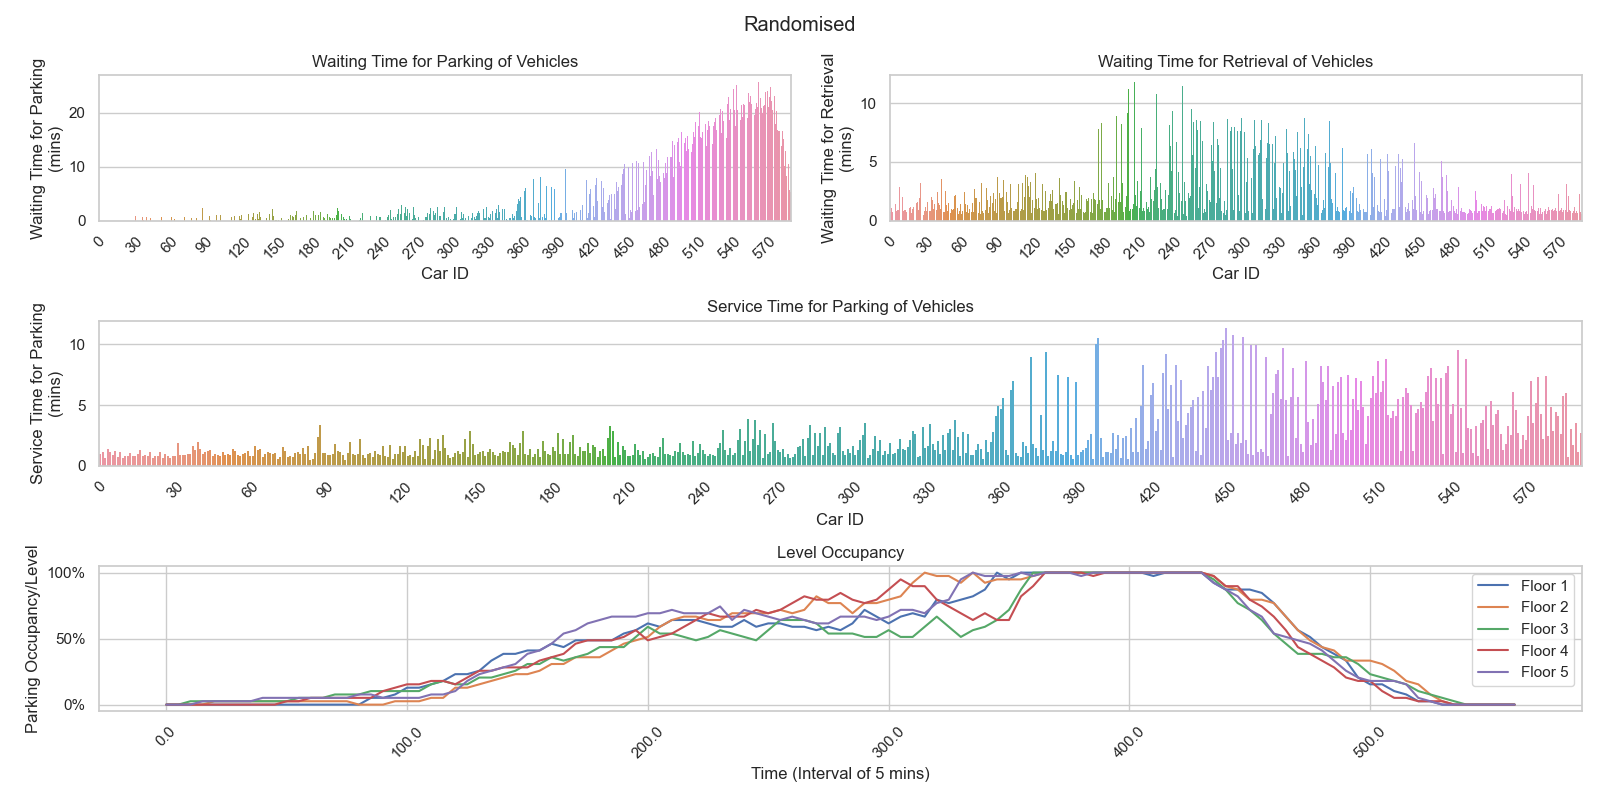 Randomised
Waiting Time for Parking of Vehicles
Waiting Time for Parking
(mins)
20
10
0
0 30 60 90 120 150 180 210 240 270 300 330 360 390 420 450 480 510 540 570
Car ID
Waiting Time for Retrieval of Vehicles
Waiting Time for Retrieval
(mins)
10
5
0
0 30 60 90 120 150 180 210 240 270 300 330 360 390 420 450 480 510 540 570
Car ID
Service Time for Parking of Vehicles
Service Time for Parking
(mins)
10
5
0
0 30 60 90 120 150 180 210 240 270 300 330 360 390 420 450 480 510 540 570
Car ID
Level Occupancy
Parking Occupancy/Level
100%
50%
0%
Floor 1
Floor 2
Floor 3
Floor 4
Floor 5
0.0 100.0 200.0 300.0 400.0 500.0
Time (Interval of 5 mins)